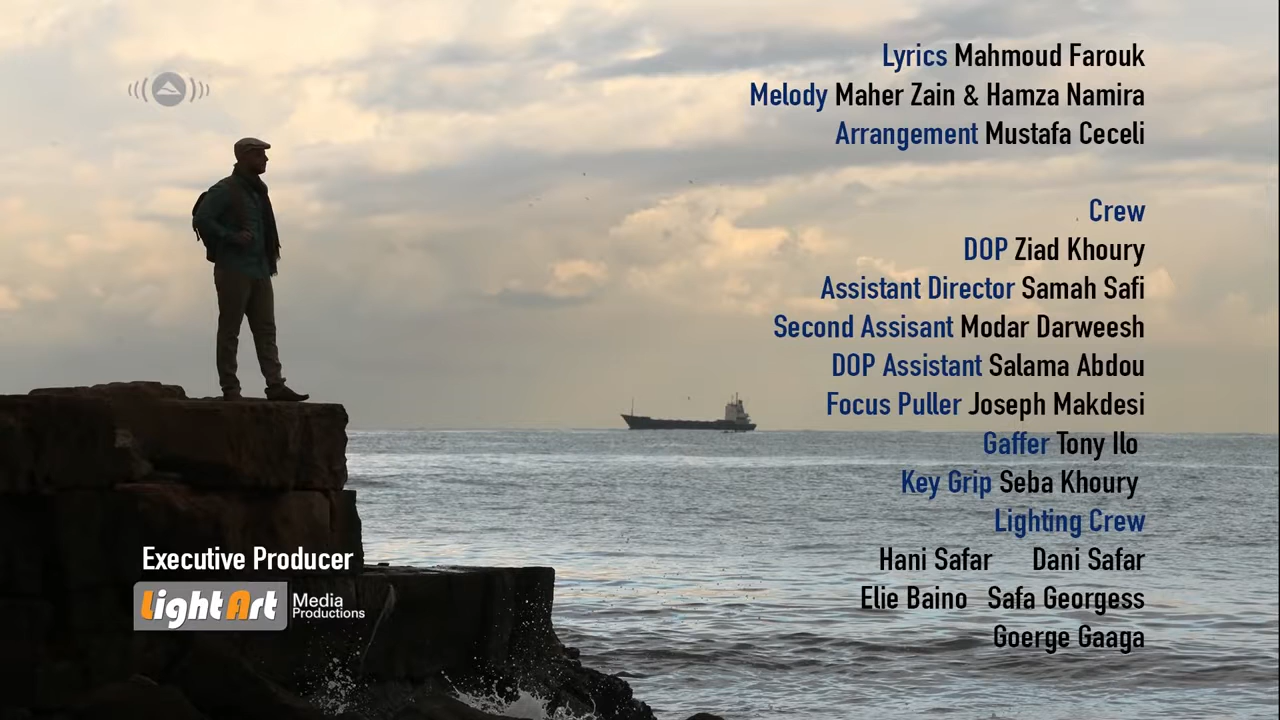 Lyrics Mahmoud Farouk
Melody Maher Zain & Hamza Namira
Arrangement Mustafa Ceceli
Crew
DOP Ziad Khoury
Assistant Director Samah Safi
Second Assisant Modar Darweesh
DOP Assistant Salama Abdou
Focus Puller Joseph Makdesi
Gaffer Tony Ilo
Key Grip Seba Khoury
Lighting Crew
Hani Safar Dani Safar
Elie Baino Safa Georgess
Goerge Gaaga
Executive Producer
Light Art Media Productions